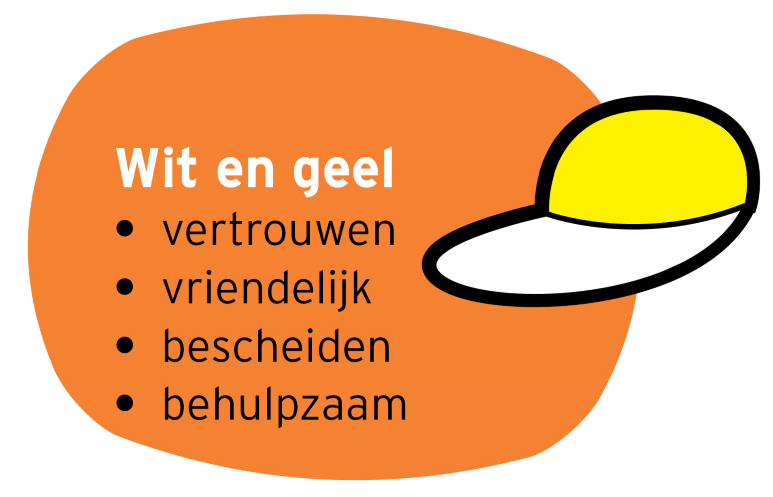 Wit en geel
• vertrouwen
• vriendelijk
• bescheiden
• behulpzaam